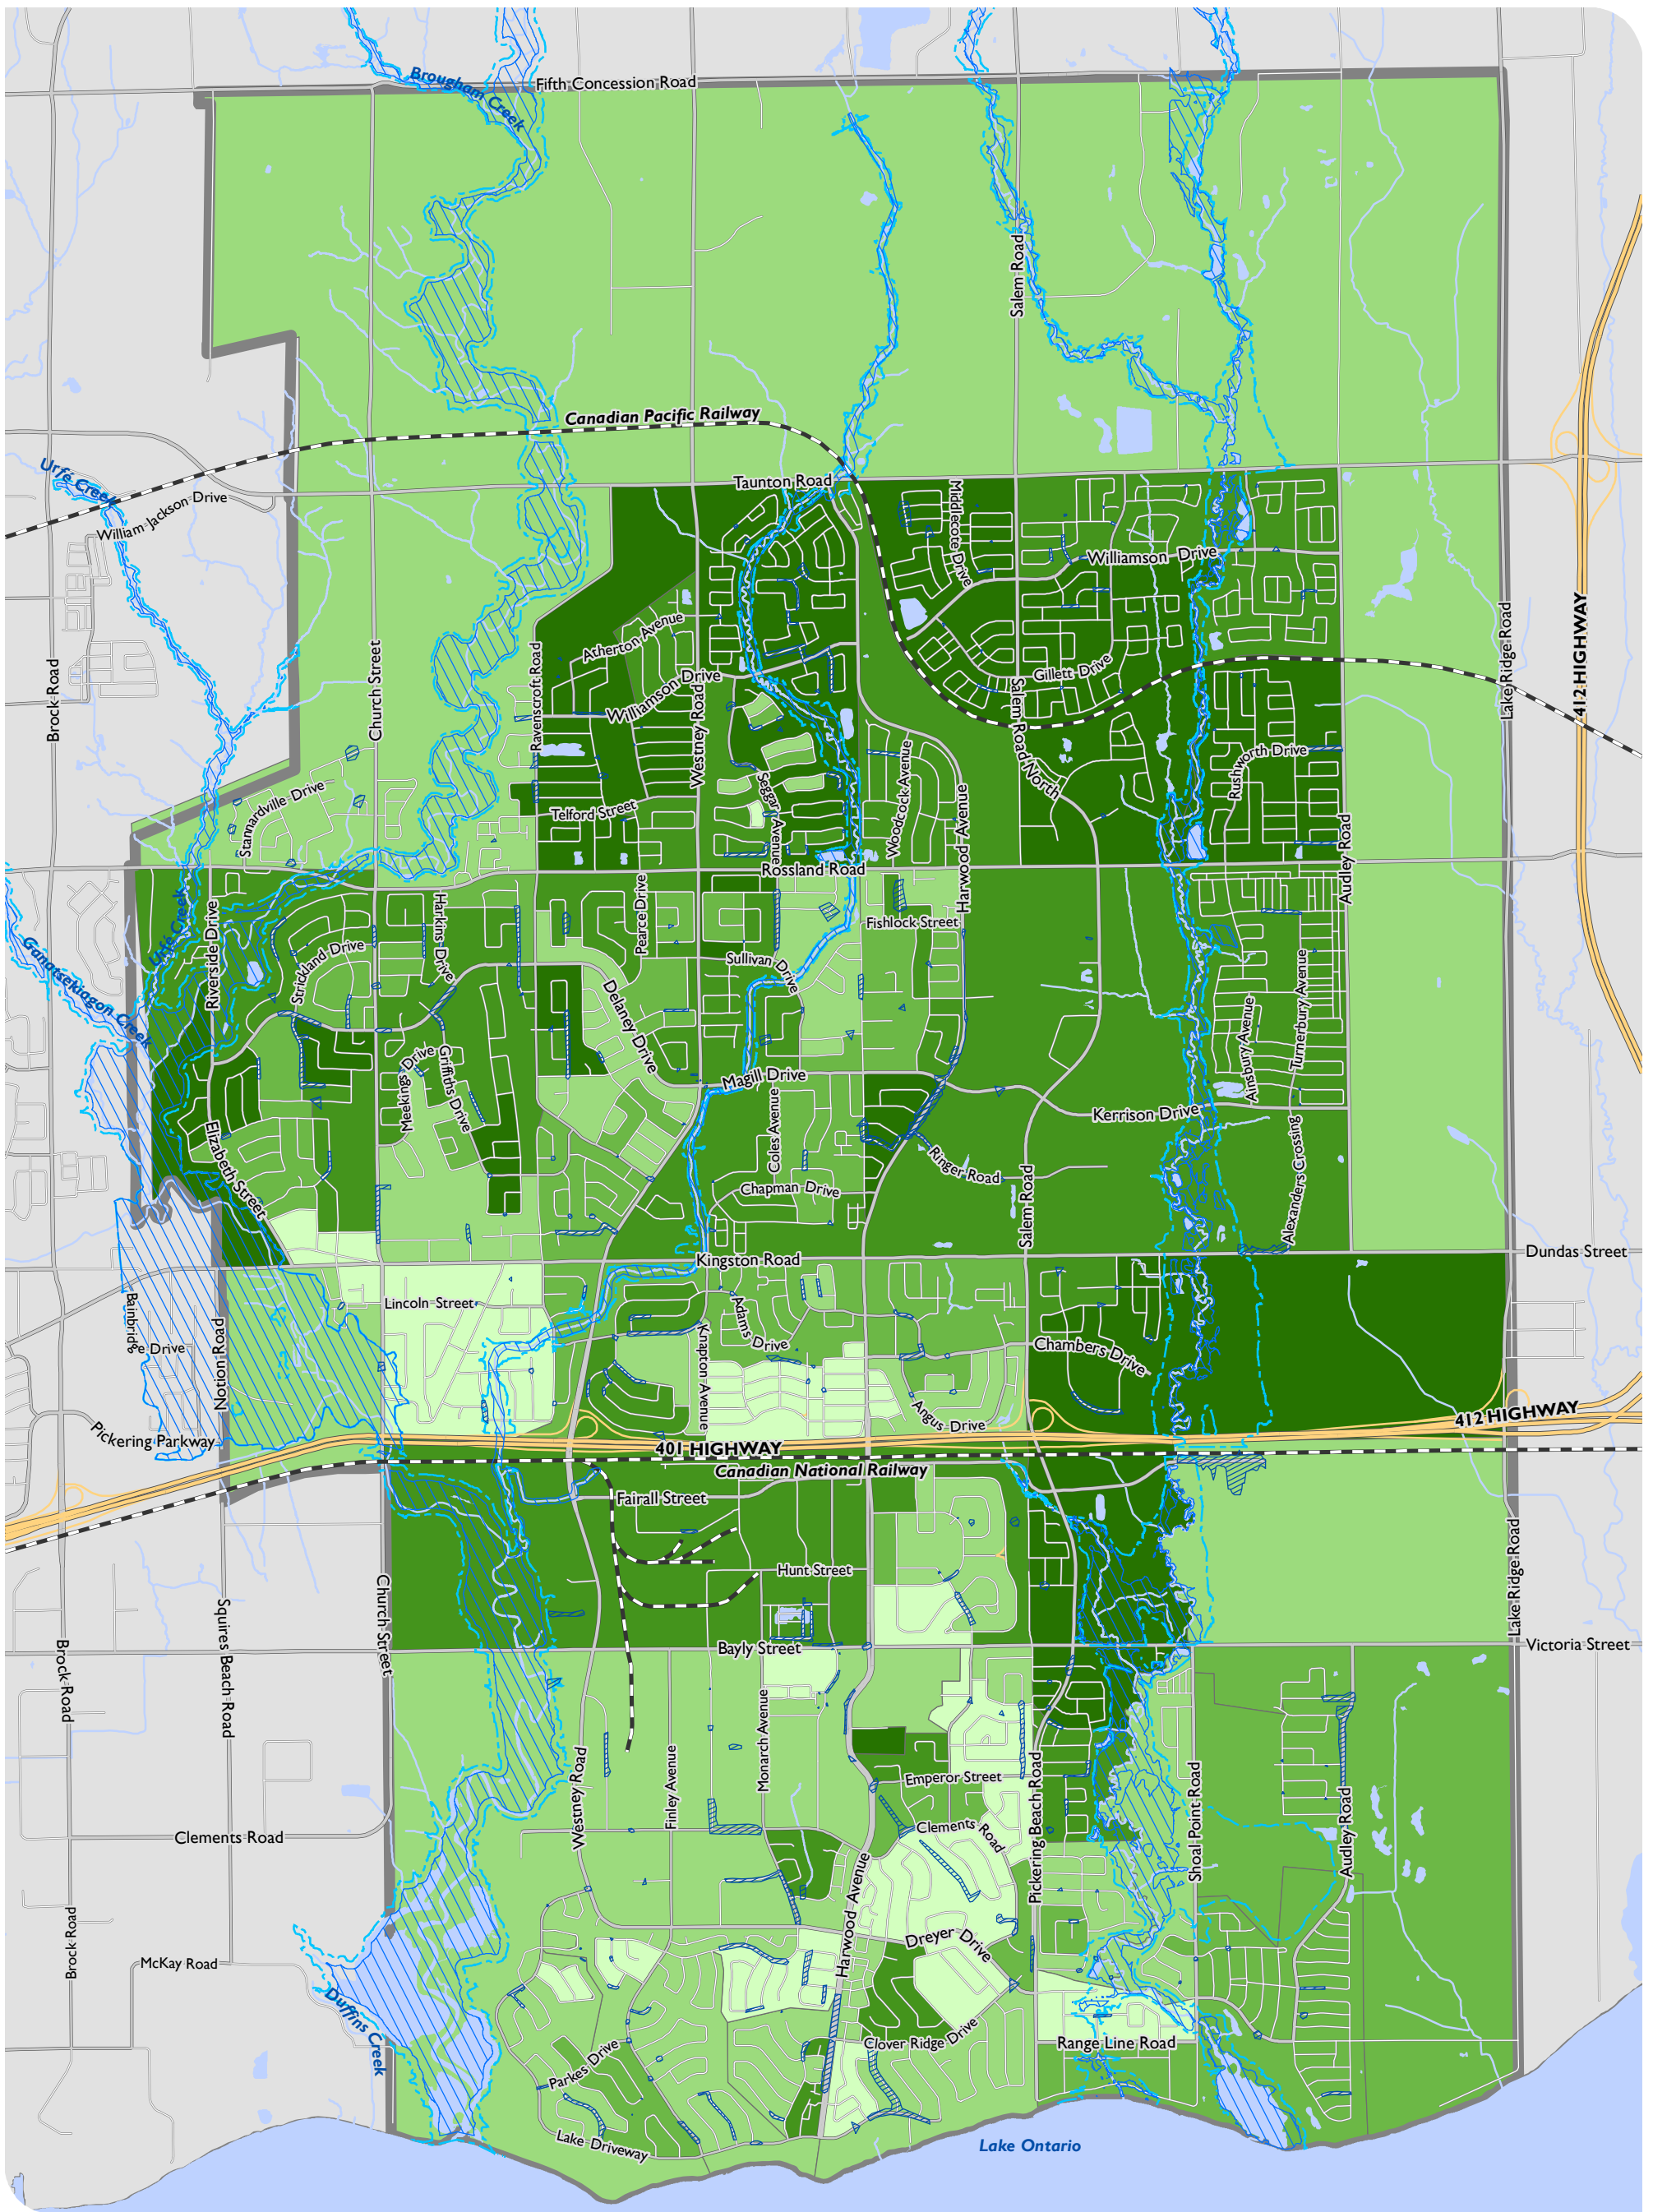 Brougham Creek
Fifth Concession Road
Salem Road
Canadian Pacific Railway
Urfé Creek
William Jackson Drive
Taunton Road
Middlecote Drive
Williamson Drive
Atherton Avenue
Gillett Drive
Brock Road
Church Street
Ravenscroft Road
Williamson Drive
Westney Road
Salem Road North
Lake Ridge Road
412 HIGHWAY
Stannardville Drive
Telford Street
Seggar Avenue
Woodcock Avenue
Harwood Avenue
Rushworth Drive
Audley Road
Rossland Road
Ganatsekiagon Creek
Urfé Creek
Riverside Drive
Strickland Drive
Harkins Drive
Pearce Drive
Fishlock Street
Sullivan Drive
Delaney Drive
Turnerbury Avenue
Ainsbury Avenue
Meekings Drive
Griffiths Drive
Magill Drive
Coles Avenue
Kerrison Drive
Elizabeth Street
Chapman Drive
Ringer Road
Salem Road
Alexanders Crossing
Kingston Road
Dundas Street
Lincoln Street
Bainbridge
e Drive
Notion Road
Adams Drive
Knapton Avenue
Chambers Drive
Angus Drive
Pickering Parkway
401 HIGHWAY
412 HIGHWAY
Canadian National Railway
Fairall Street
Hunt Street
Lake Ridge Road
Church Street
Squires Beach Road
Brock Road
Bayly Street
Victoria Street
Monarch Avenue
Finley Avenue
Westney Road
Emperor Street
Pickering Beach Road
Shoal Point Road
Audley Road
Clements Road
Clements Road
Harwood Avenue
Brock Road
McKay Road
Dreyer Drive
Duffins Creek
Parkes Drive
Clover Ridge Drive
Range Line Road
Lake Driveway
Lake Ontario